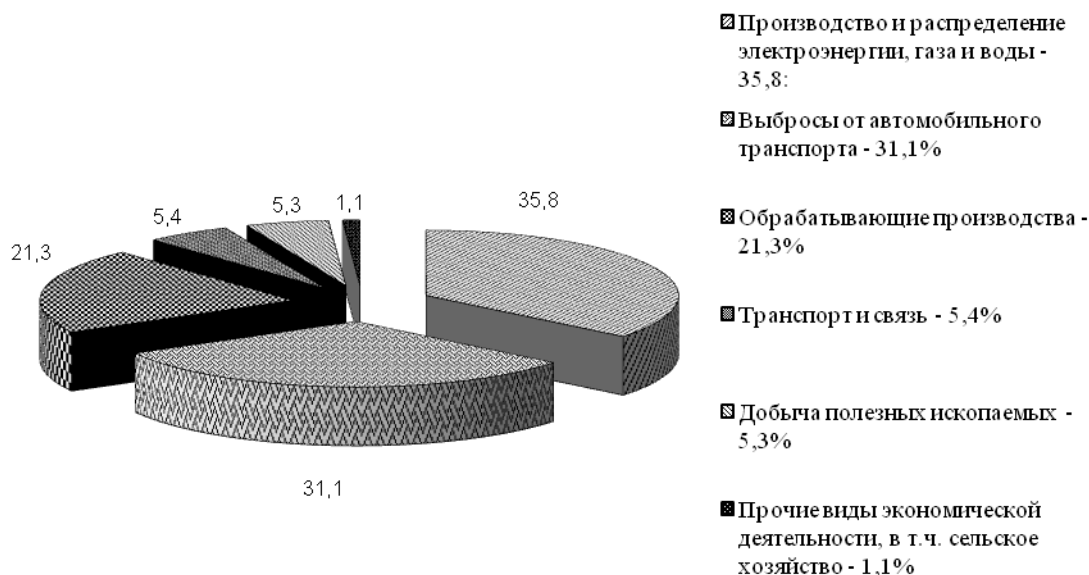 Производство и распределение
электроэнергии, газа и воды -
35,8:
Выбросы от автомобильного
транспорта - 31,1%
Обрабатывающие производства -
21,3%
Транспорт и связь - 5,4%
Добыча полезных ископаемых -
5,3%
Прочие виды экономической
деятельности, в т.ч. сельское
хозяйство - 1,1%
35,8
1,1
5,3
5,4
21,3
31,1